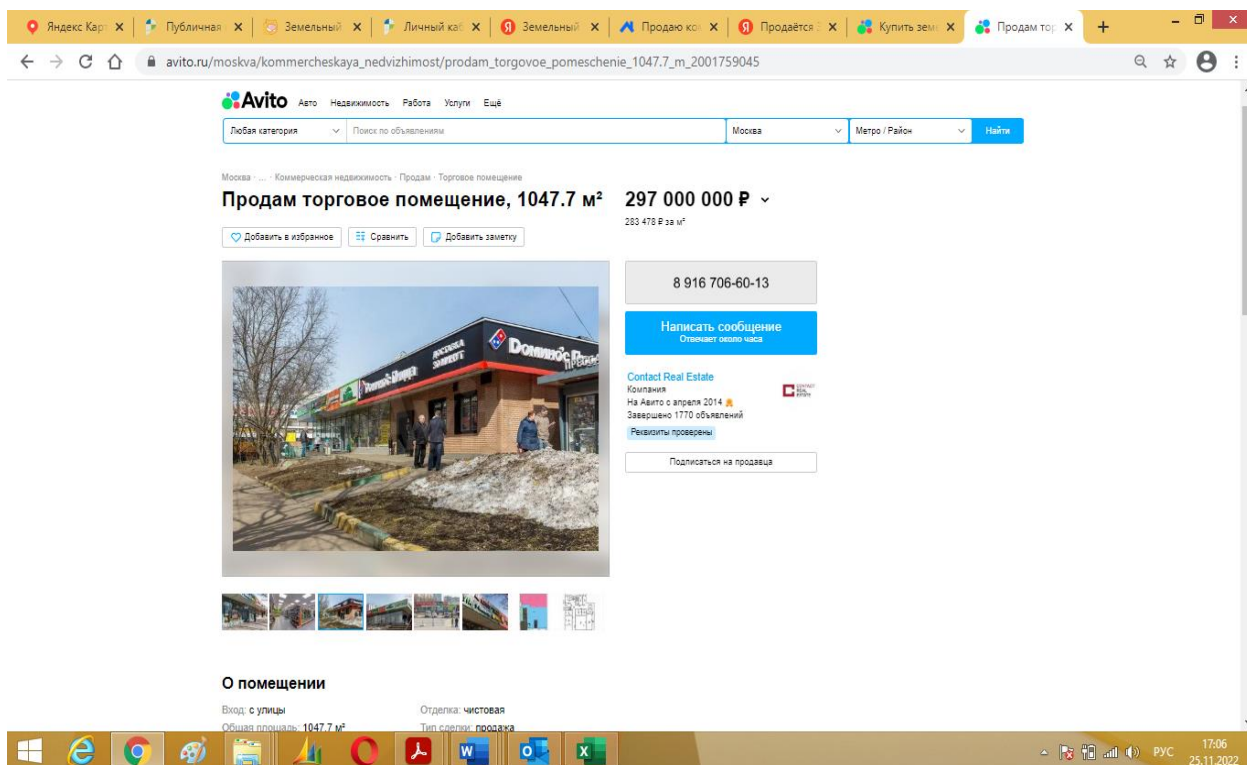 Яндекс Кар
Публичная
Земельный
Личный каб
Земельный
Продаю ко
Продаётся
Купить зем
Продам тор
avito.ru/moskva/kommercheskaya_nedvizhimost/prodam_torgovoe_pomeschenie_1047.7_m_2001759045
Avito Авто Недвижимость Работа Услуги Ещё
Любая категория Поиск по объявлениям Москва Метро / Район Найти
Москва · ... · Коммерческая недвижимость · Продам · Торговое помещение
Продам торговое помещение, 1047.7 м² 297 000 000 ₽
283 478 ₽ за м²
Добавить в избранное Сравнить Добавить заметку
8 916 706-60-13
Написать сообщение
Отвечает около часа
Contact Real Estate
Компания
На Авито с апреля 2014
Завершено 1770 объявлений
Реквизиты проверены
Подписаться на продавца
CONTACT
REAL
ESTATE
ДОСТАВКА
О помещении
Вход: с улицы Отделка: чистовая
Общая площадь: 1047.7 м² Тип сделки: продажа
РУС 17:06
25.11.2022